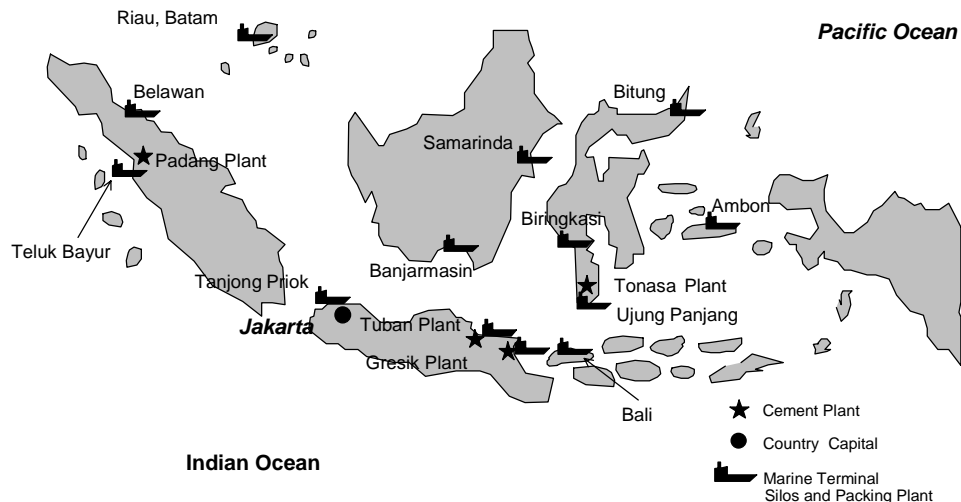 Riau, Batam
Pacific Ocean
Belawan
Bitung
Samarinda
Padang Plant
Ambon
Biringkasi
Teluk Bayur
Banjarmasin
Tanjong Priok
Tonasa Plant
Ujung Panjang
Jakarta
Tuban Plant
Gresik Plant
Bali
Cement Plant
Country Capital
Indian Ocean
Marine Terminal
Silos and Packing Plant